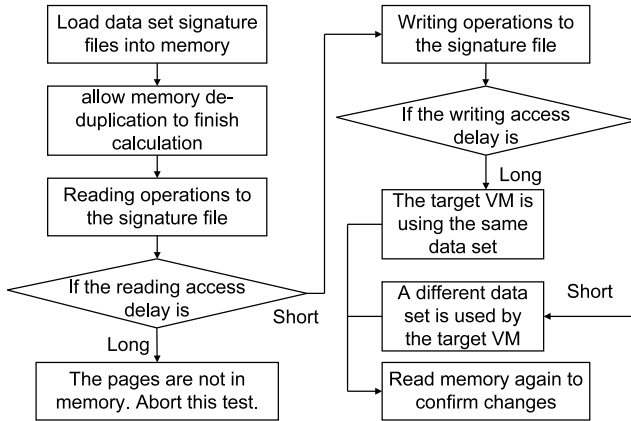 Load data set signature
files into memory
allow memory de-
duplication to finish
calculation
Reading operations to
the signature file
If the reading access
delay is
Short
Long
The pages are not in
memory. Abort this test.
Writing operations to
the signature file
If the writing access
delay is
Long
The target VM is
using the same
data set
Short
A different data
set is used by
the target VM
Read memory again to
confirm changes